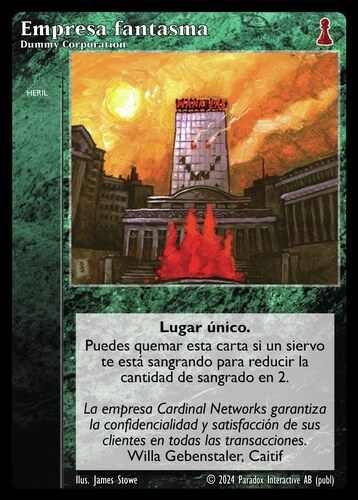 Empresa fantasma
Dummy Corporation
HERIL
Lugar único.
Puedes quemar esta carta si un siervo
te está sangrando para reducir la
cantidad de sangrado en 2.
La empresa Cardinal Networks garantiza
la confidencialidad y satisfacción de sus
clientes en todas las transacciones.
Willa Gebenstaler, Caitif
Ilus. James Stowe
© 2024 Paradox Interactive AB (publ)